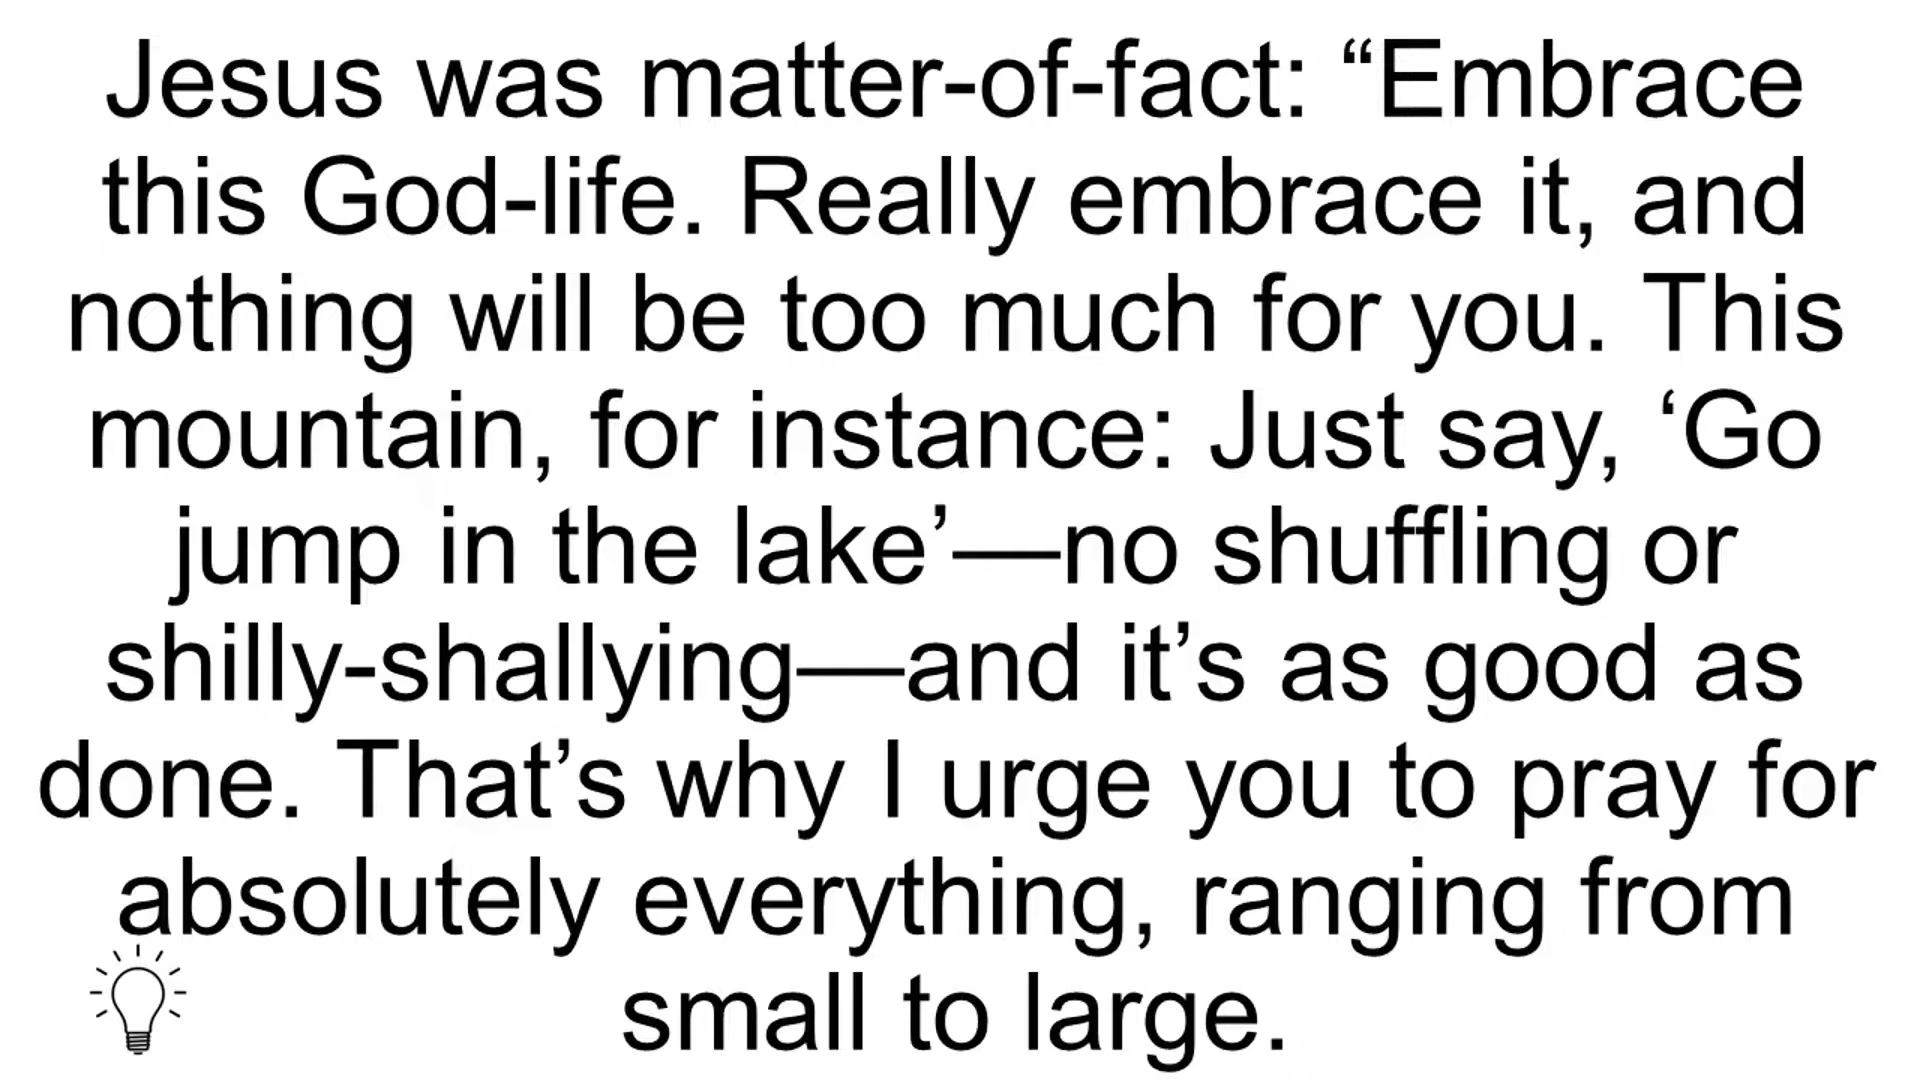 Jesus was matter-of-fact: “Embrace
this God-life. Really embrace it, and
nothing will be too much for you. This
mountain, for instance: Just say, ‘Go
jump in the lake’—no shuffling or
shilly-shallying—and it’s as good as
done. That’s why I urge you to pray for
absolutely everything, ranging from
small to large.